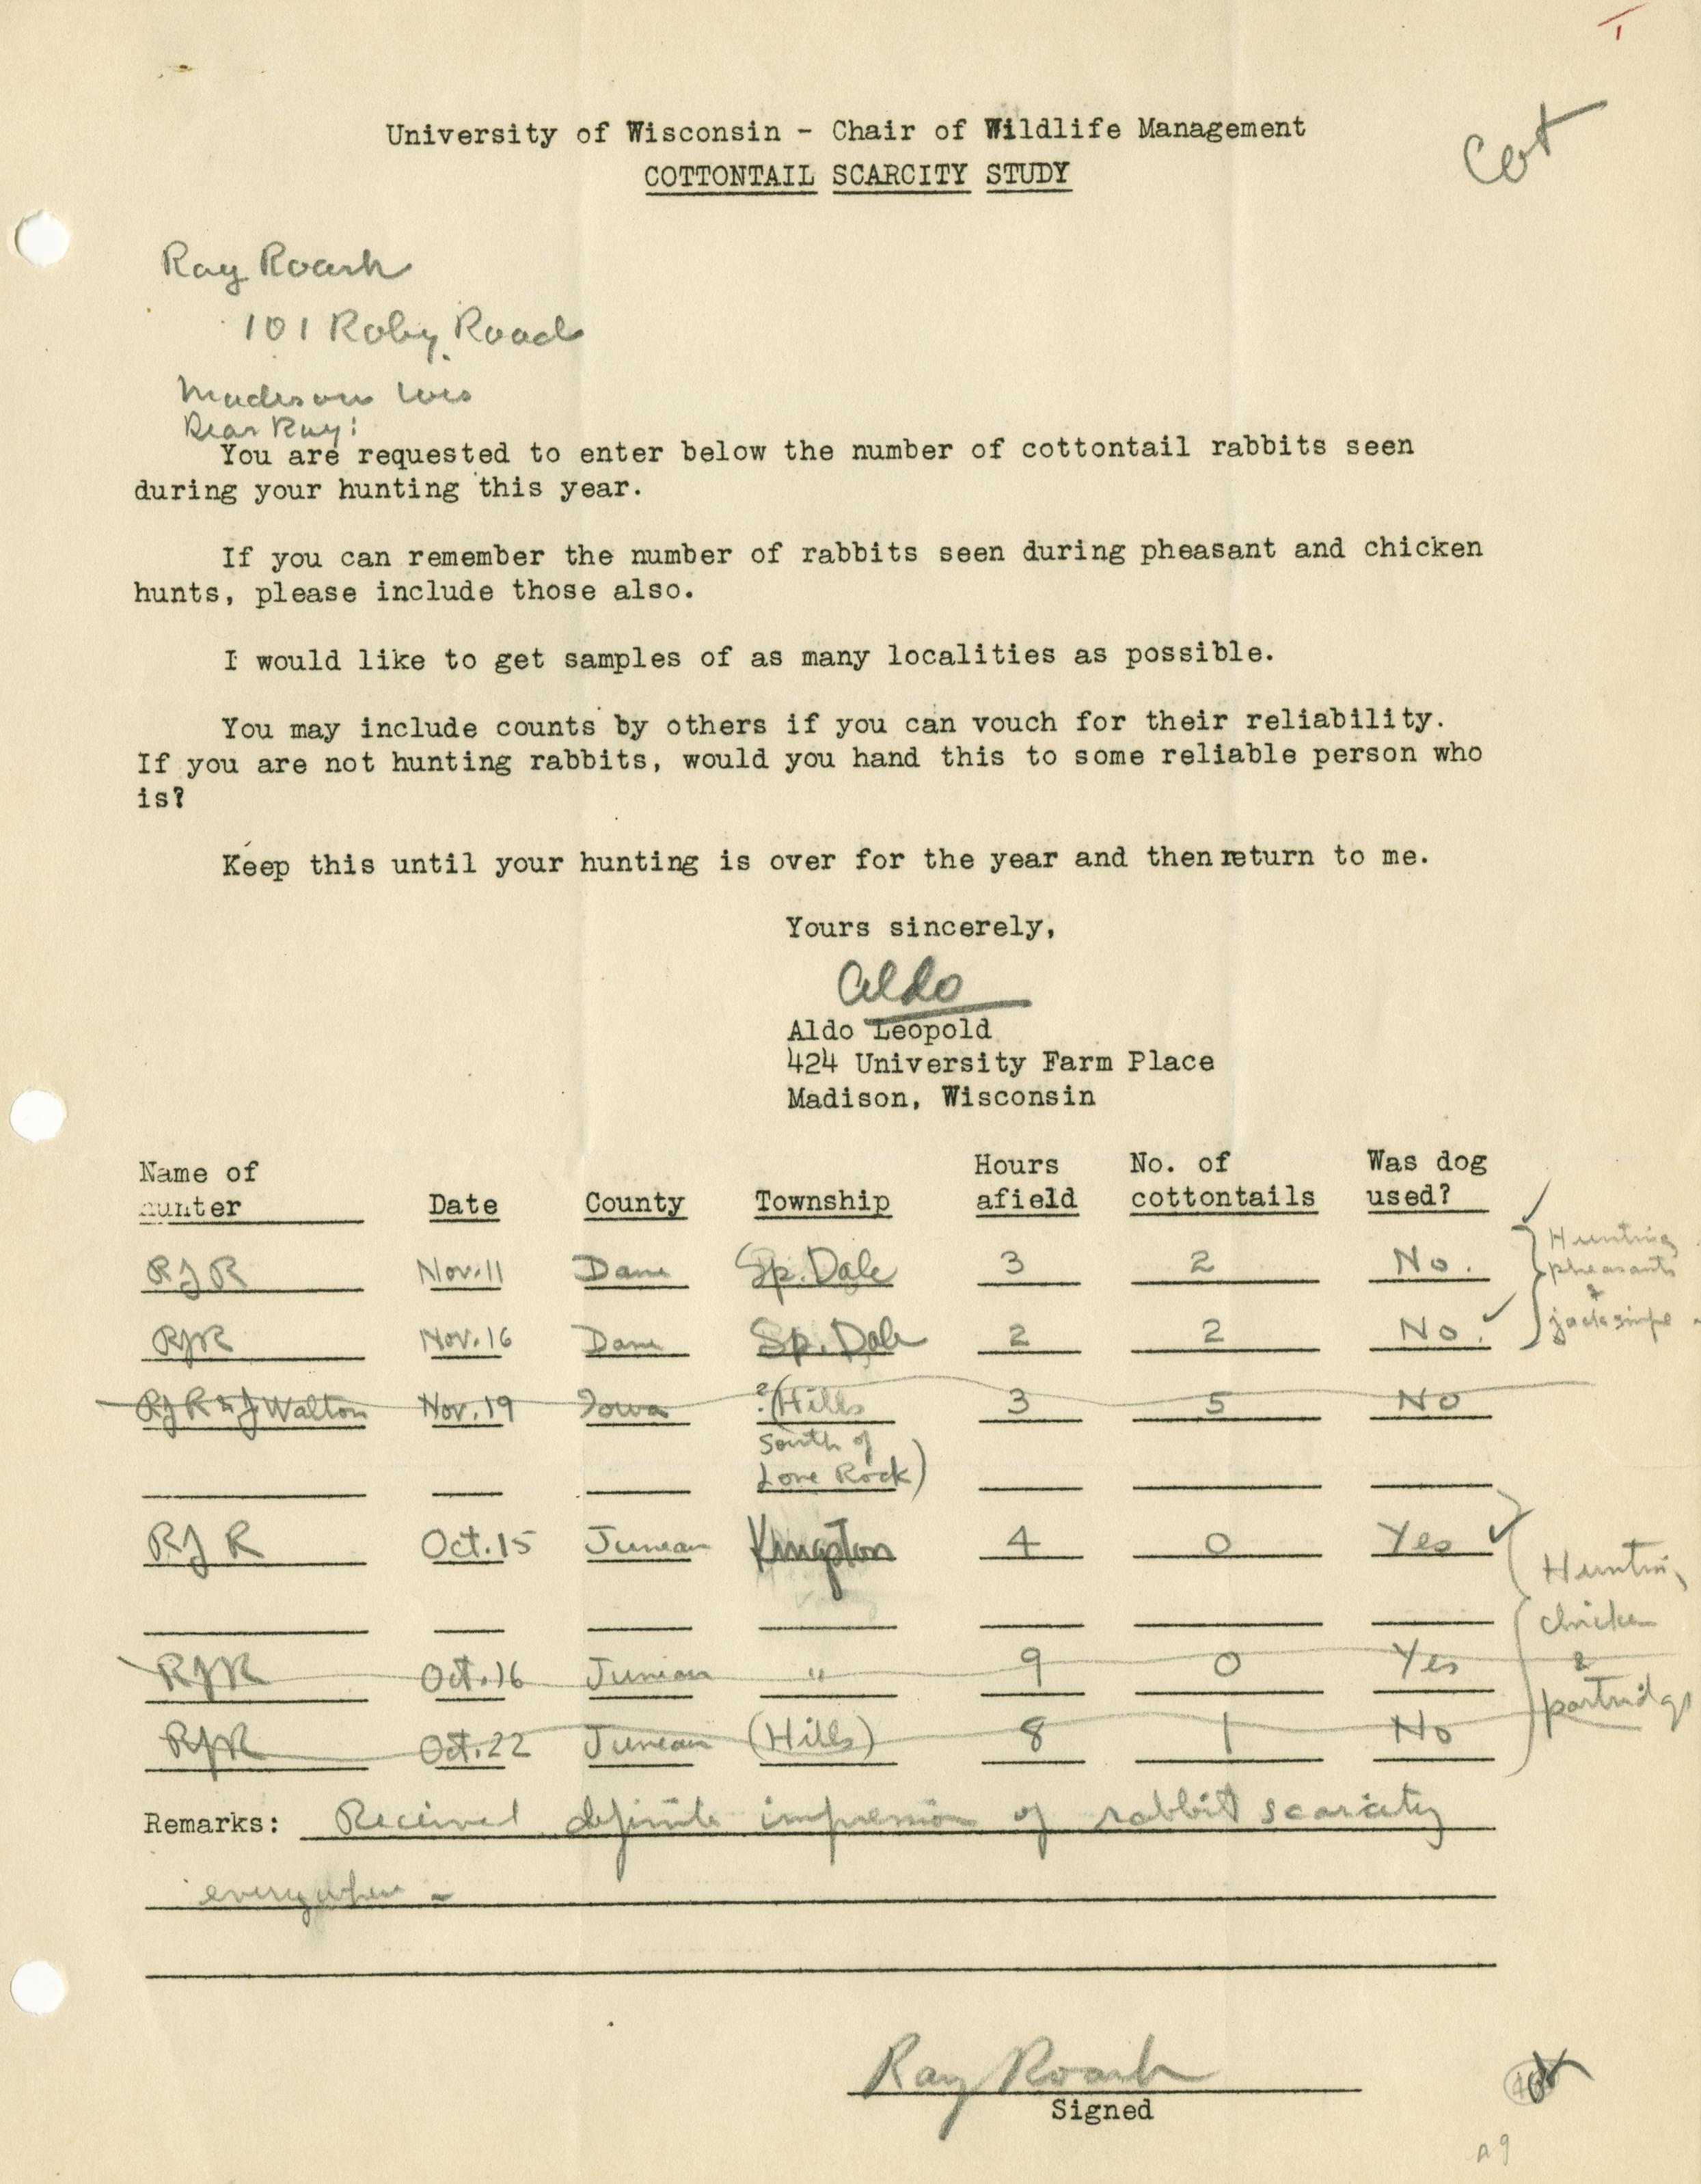 Cot
University of Wisconsin - Chair of Wildlife Management
COTTONTAIL SCARCITY STUDY
Ray Roark
101 Roby Road
Madison Wis
Dear Ray:
You are requested to enter below the number of cottontail rabbits seen
during your hunting this year.
If you can remember the number of rabbits seen during pheasant and chicken
hunts, please include those also.
I would like to get samples of as many localities as possible.
You may include counts by others if you can vouch for their reliability.
If you are not hunting rabbits, would you hand this to some reliable person who
is?
Keep this until your hunting is over for the year and then return to me.
Yours sincerely,
Aldo
Aldo Leopold
424 University Farm Place
Madison, Wisconsin
Name of hunter Date County Township Hours afield No. of cottontails Was dog used?
RJR Nov. 11 Dane Sp. Dale 3 2 No. Hunting pheasants & jacksnipe
RJR Nov. 16 Dane Sp. Dale 2 2 No.
RJR & J Walton Nov. 19 Iowa ? (Hills 3 5 No
South of
Lone Rock)
RJR Oct. 15 Juneau Kingston 4 0 Yes
RJR Oct. 16 Juneau " 9 0 Yes Hunting chicken & partridge
RJR Oct. 22 Juneau (Hills) 8 1 No
Remarks: Received definite impression of rabbit scarcity
everywhere -
Ray Roark
Signed